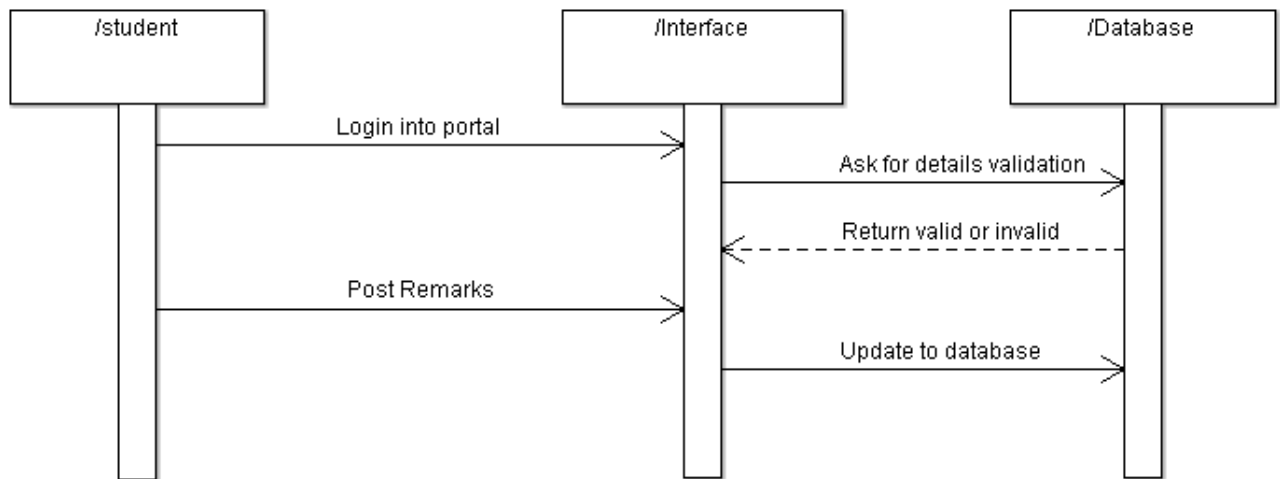 /student
/Interface
/Database
Login into portal
Ask for details validation
Return valid or invalid
Post Remarks
Update to database